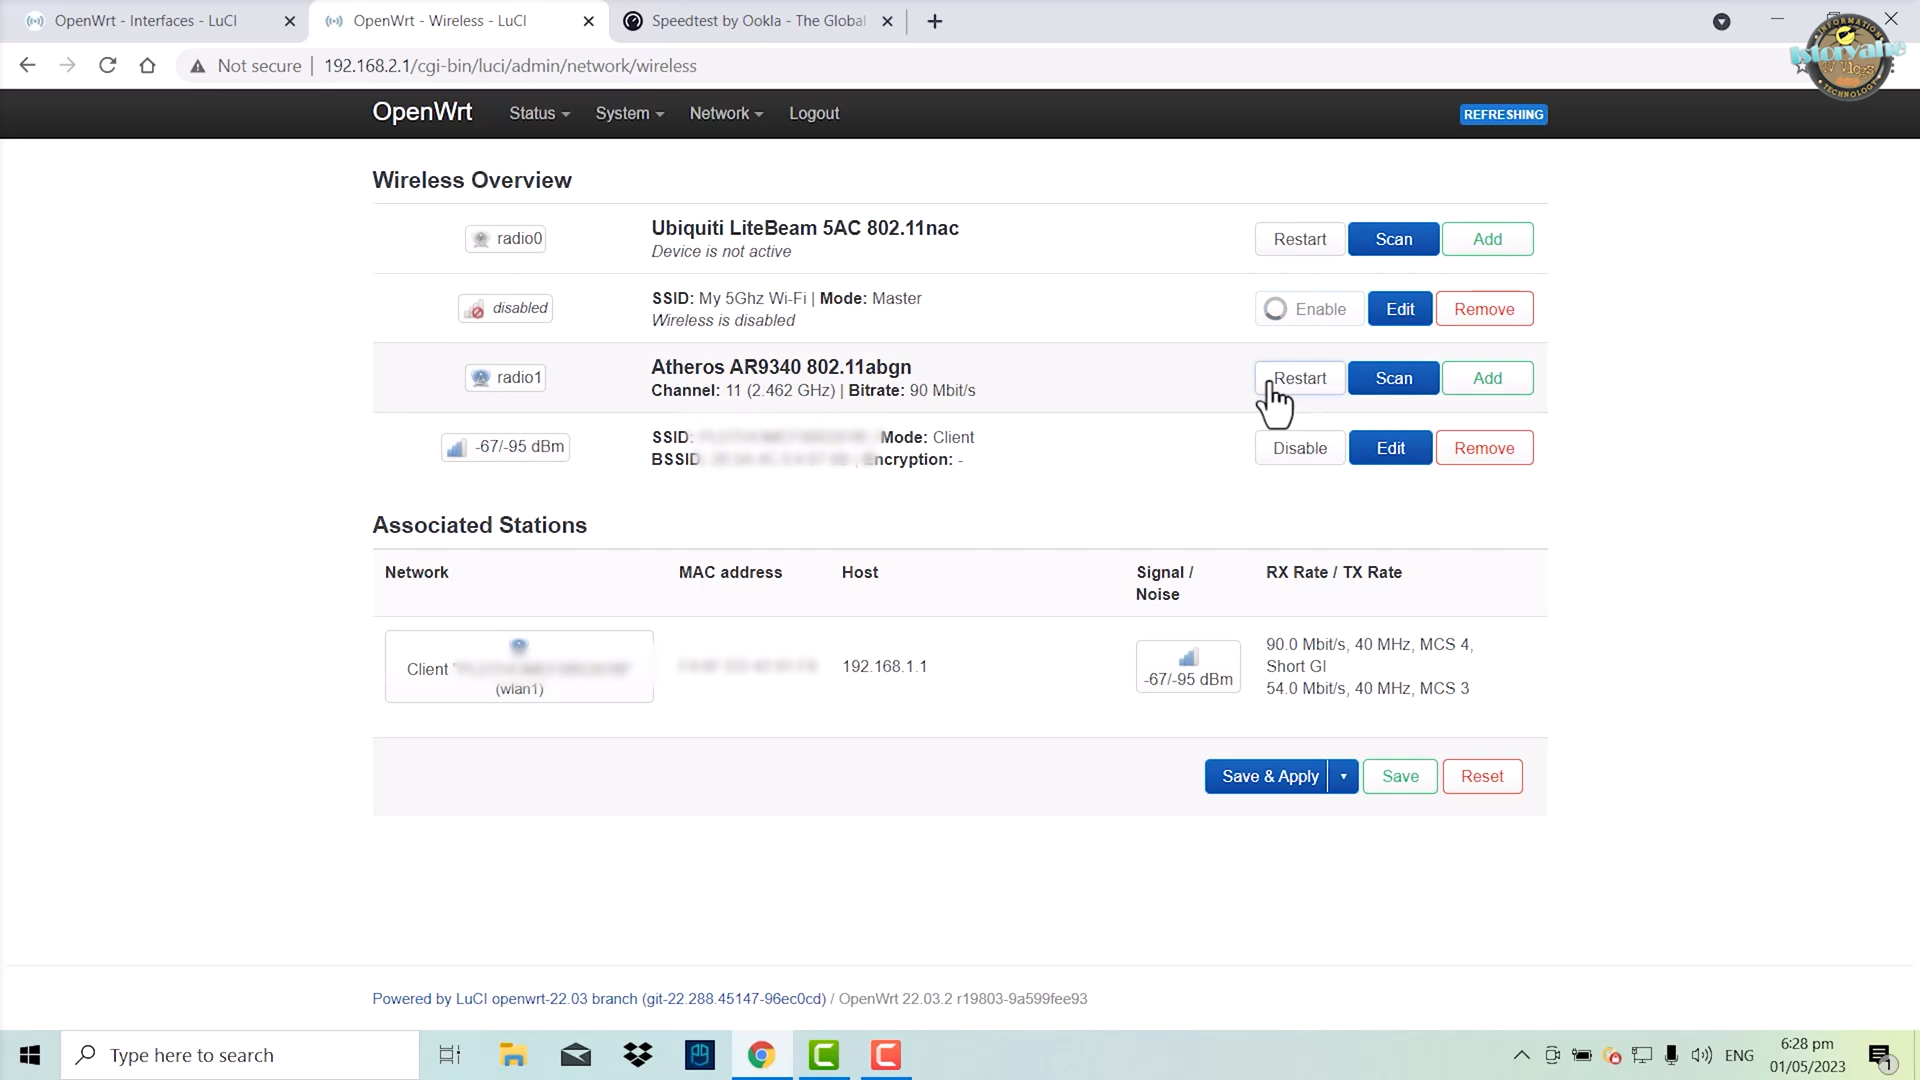 OpenWrt - Interfaces - LuCI
OpenWrt - Wireless - LuCI
Speedtest by Ookla - The Global
Not secure | 192.168.2.1/cgi-bin/luci/admin/network/wireless
INFORMATION
Istoryahe
TV Vlogs
TECHNOLOGY
OpenWrt Status System Network Logout REFRESHING
Wireless Overview
radio0
Ubiquiti LiteBeam 5AC 802.11nac
Device is not active
Restart Scan Add
disabled
SSID: My 5Ghz Wi-Fi | Mode: Master
Wireless is disabled
Enable Edit Remove
radio1
Atheros AR9340 802.11abgn
Channel: 11 (2.462 GHz) | Bitrate: 90 Mbit/s
Restart Scan Add
-67/-95 dBm
SSID: Mode: Client
BSSID Encryption: -
Disable Edit Remove
Associated Stations
Network MAC address Host Signal / Noise RX Rate / TX Rate
Client "
(wlan1)
192.168.1.1
-67/-95 dBm
90.0 Mbit/s, 40 MHz, MCS 4,
Short GI
54.0 Mbit/s, 40 MHz, MCS 3
Save & Apply Save Reset
Powered by LuCI openwrt-22.03 branch (git-22.288.45147-96ec0cd) / OpenWrt 22.03.2 r19803-9a599fee93
Type here to search
ENG
6:28 pm
01/05/2023
1